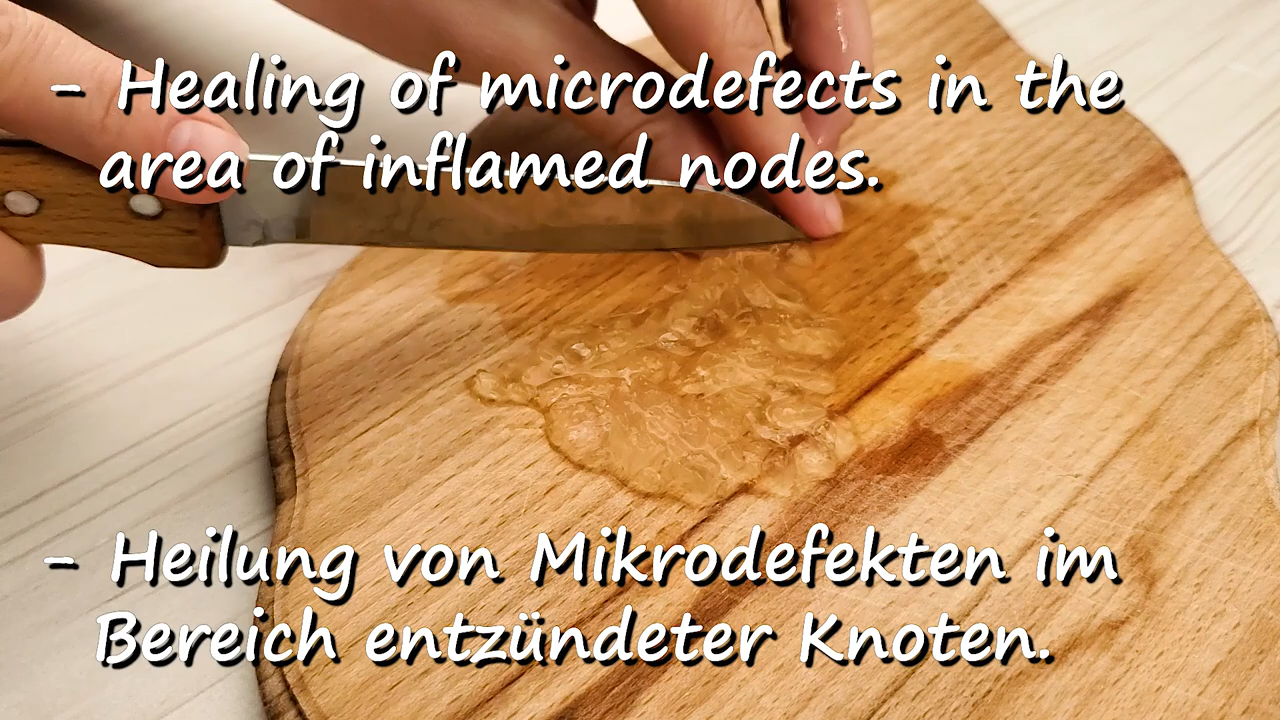 - Healing of microdefects in the
area of inflamed nodes.
- Heilung von Mikrodefekten im
Bereich entzündeter Knoten.